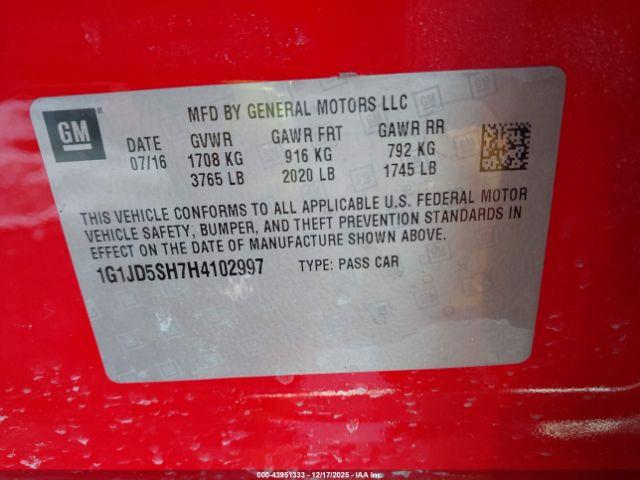 GM
MFD BY GENERAL MOTORS LLC
DATE GVWR GAWR FRT GAWR RR
07/16 1708 KG 916 KG 792 KG
3765 LB 2020 LB 1745 LB
THIS VEHICLE CONFORMS TO ALL APPLICABLE U.S. FEDERAL MOTOR
VEHICLE SAFETY, BUMPER, AND THEFT PREVENTION STANDARDS IN
EFFECT ON THE DATE OF MANUFACTURE SHOWN ABOVE.
1G1JD5SH7H4102997 TYPE: PASS CAR
000-43951333 - 12/17/2025 - IAA Inc.